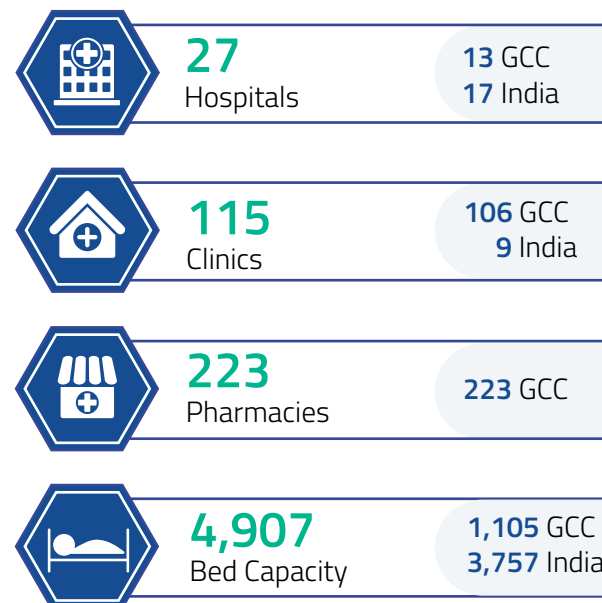 27
Hospitals
13 GCC
17 India
115
Clinics
106 GCC
9 India
223
Pharmacies
223 GCC
4,907
Bed Capacity
1,105 GCC
3,757 India